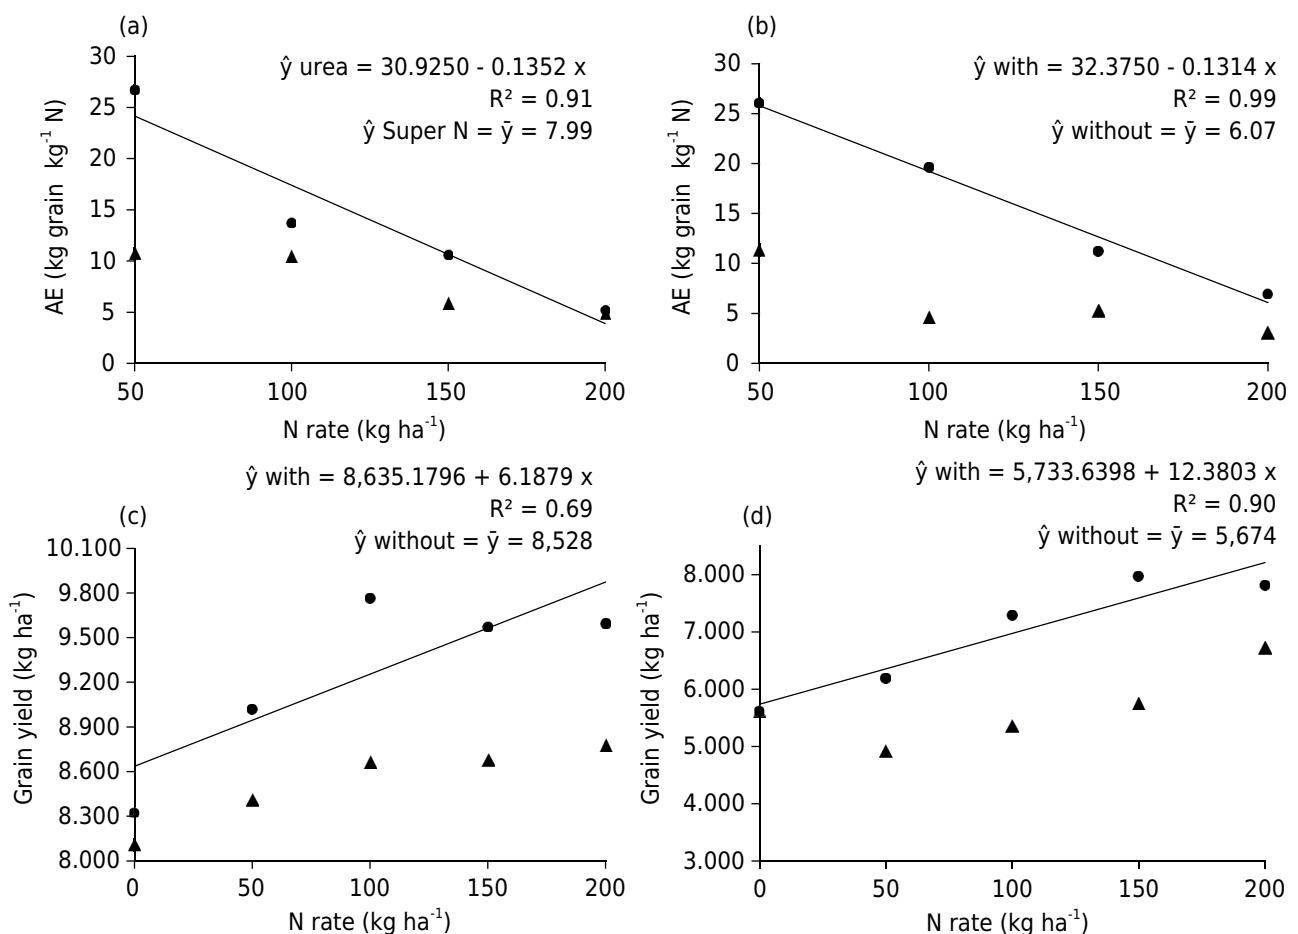 (a)
ŷ urea = 30.9250 - 0.1352 x
R² = 0.91
ŷ Super N = ȳ = 7.99
30
25
20
15
10
5
0
AE (kg grain kg⁻¹ N)
50 100 150 200
N rate (kg ha⁻¹)
(b)
ŷ with = 32.3750 - 0.1314 x
R² = 0.99
ŷ without = ȳ = 6.07
30
25
20
15
10
5
0
AE (kg grain kg⁻¹ N)
50 100 150 200
N rate (kg ha⁻¹)
ŷ with = 8,635.1796 + 6.1879 x
R² = 0.69
(c)
ŷ without = ȳ = 8,528
10.100
9.800
9.500
9.200
8.900
8.600
8.300
8.000
Grain yield (kg ha⁻¹)
0 50 100 150 200
N rate (kg ha⁻¹)
ŷ with = 5,733.6398 + 12.3803 x
R² = 0.90
(d)
ŷ without = ȳ = 5,674
8.000
7.000
6.000
5.000
4.000
3.000
Grain yield (kg ha⁻¹)
0 50 100 150 200
N rate (kg ha⁻¹)